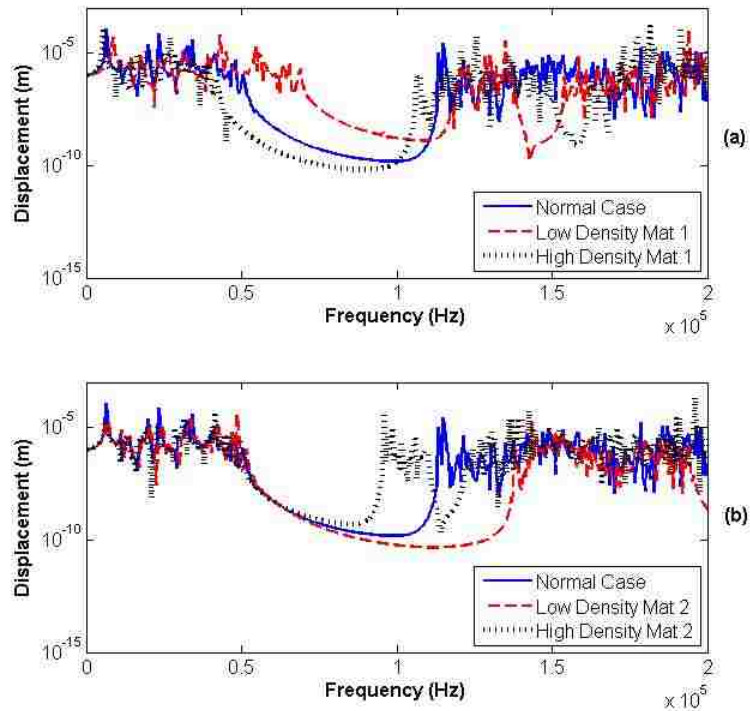 Displacement (m)
10^-5
10^-10
10^-15
(a)
Normal Case
Low Density Mat 1
High Density Mat 1
0 0.5 1 1.5 2
Frequency (Hz)
x 10^5
Displacement (m)
10^-5
10^-10
10^-15
(b)
Normal Case
Low Density Mat 2
High Density Mat 2
0 0.5 1 1.5 2
Frequency (Hz)
x 10^5